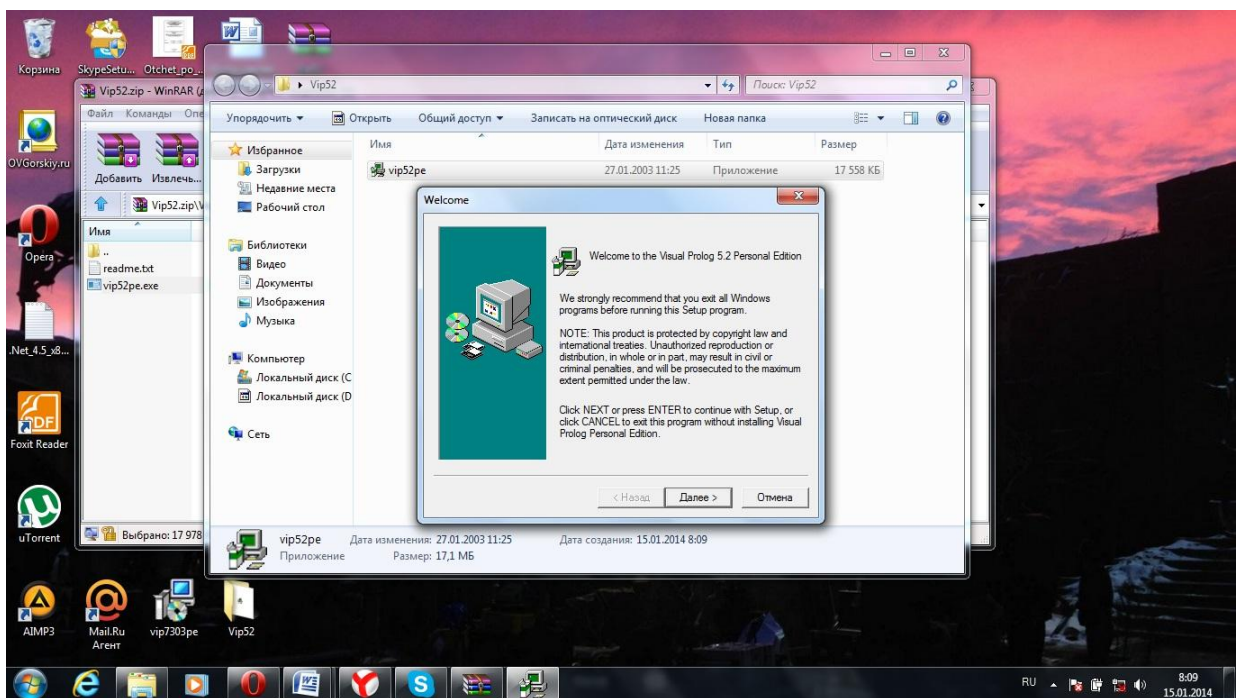 Корзина
SkypeSetu...
Otchet_po_...
OVGorskiy.ru
Opera
.Net_4.5_x8...
Foxit Reader
uTorrent
AIMP3
Mail.Ru
Агент
vip7303pe
Vip52
Vip52.zip - WinRAR
Файл Команды
Добавить Извлечь...
Vip52.zip\V
Имя
..
readme.txt
vip52pe.exe
Выбрано: 17 978
Vip52
Поиск: Vip52
Упорядочить Открыть Общий доступ Записать на оптический диск Новая папка
Избранное
Загрузки
Недавние места
Рабочий стол
Библиотеки
Видео
Документы
Изображения
Музыка
Компьютер
Локальный диск (C
Локальный диск (D
Сеть
Имя Дата изменения Тип Размер
vip52pe 27.01.2003 11:25 Приложение 17 558 КБ
Welcome
Welcome to the Visual Prolog 5.2 Personal Edition
We strongly recommend that you exit all Windows
programs before running this Setup program.
NOTE: This product is protected by copyright law and
international treaties. Unauthorized reproduction or
distribution, in whole or in part, may result in civil or
criminal penalties, and will be prosecuted to the maximum
extent permitted under the law.
Click NEXT or press ENTER to continue with Setup, or
click CANCEL to exit this program without installing Visual
Prolog Personal Edition.
< Назад Далее > Отмена
vip52pe Дата изменения: 27.01.2003 11:25 Дата создания: 15.01.2014 8:09
Приложение Размер: 17,1 МБ
RU
8:09
15.01.2014